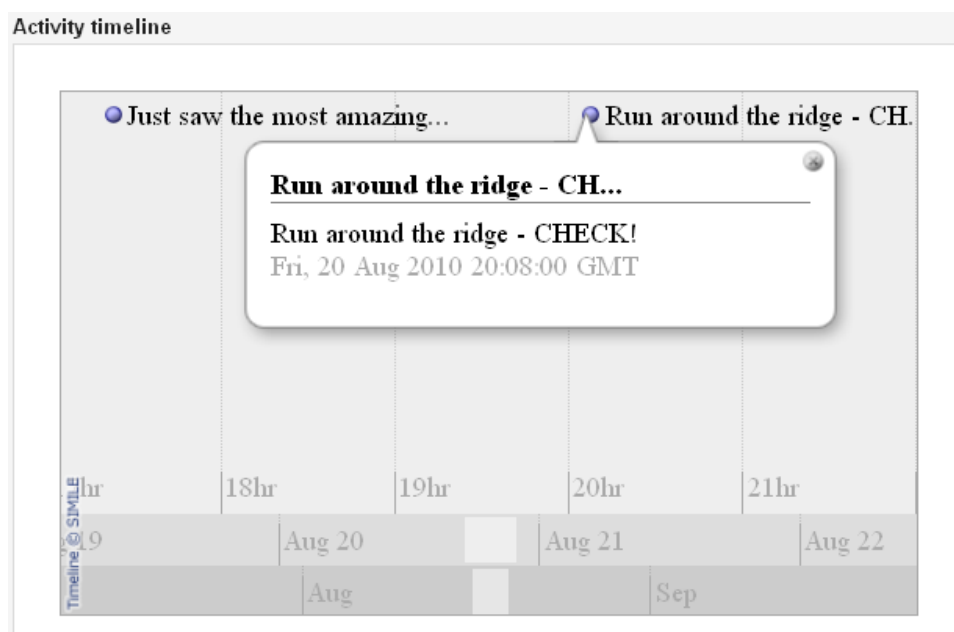 Activity timeline
Just saw the most amazing...
Run around the ridge - CH.
Run around the ridge - CH...
Run around the ridge - CHECK!
Fri, 20 Aug 2010 20:08:00 GMT
hr 18hr 19hr 20hr 21hr
19 Aug 20 Aug 21 Aug 22
Aug Sep
Timeline © SIMILE